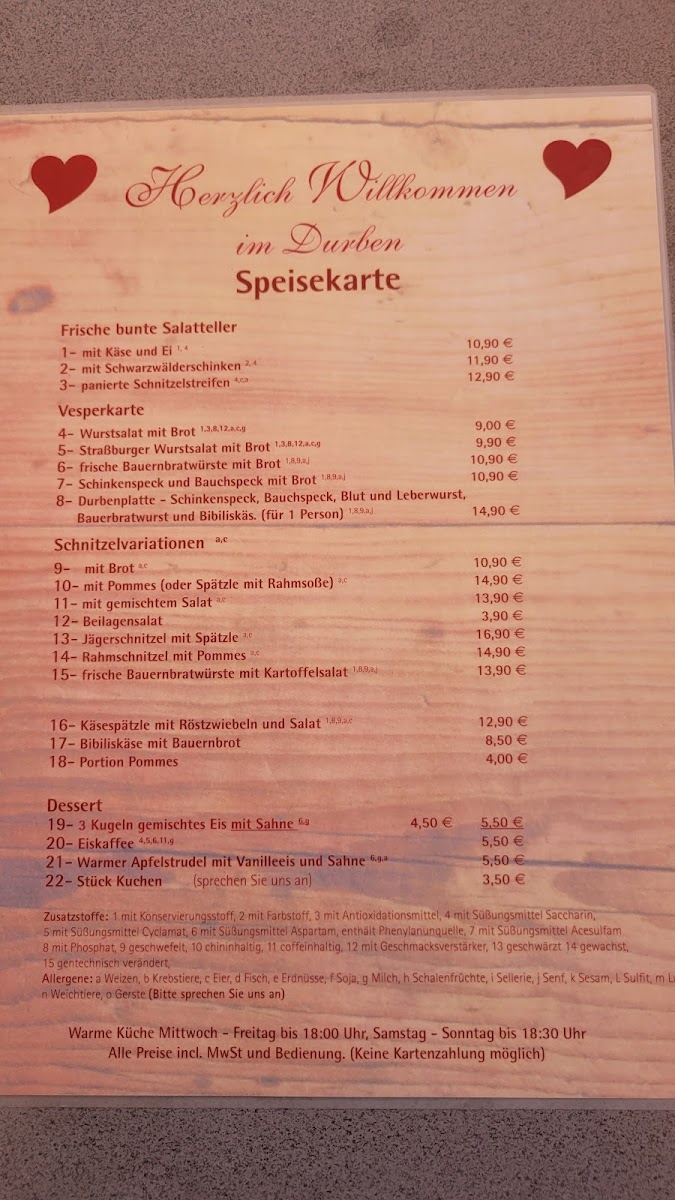 Herzlich Willkommen
im Durben
Speisekarte
Frische bunte Salatteller
1- mit Käse und Ei 1,4 10,90 €
2- mit Schwarzwälderschinken 2,4 11,90 €
3- panierte Schnitzelstreifen 4,c,a 12,90 €
Vesperkarte
4- Wurstsalat mit Brot 1,3,8,12,a,c,g 9,00 €
5- Straßburger Wurstsalat mit Brot 1,3,8,12,a,c,g 9,90 €
6- frische Bauernbratwürste mit Brot 1,8,9,a,j 10,90 €
7- Schinkenspeck und Bauchspeck mit Brot 1,8,9,a,j 10,90 €
8- Durbenplatte - Schinkenspeck, Bauchspeck, Blut und Leberwurst,
Bauerbratwurst und Bibiliskäs. (für 1 Person) 1,8,9,a,j 14,90 €
Schnitzelvariationen a,c
9- mit Brot a,c 10,90 €
10- mit Pommes (oder Spätzle mit Rahmsoße) a,c 14,90 €
11- mit gemischtem Salat a,c 13,90 €
12- Beilagensalat 3,90 €
13- Jägerschnitzel mit Spätzle a,c 16,90 €
14- Rahmschnitzel mit Pommes a,c 14,90 €
15- frische Bauernbratwürste mit Kartoffelsalat 1,8,9,a,j 13,90 €
16- Käsespätzle mit Röstzwiebeln und Salat 1,8,9,a,c 12,90 €
17- Bibiliskäse mit Bauernbrot 8,50 €
18- Portion Pommes 4,00 €
Dessert
19- 3 Kugeln gemischtes Eis mit Sahne 6,g 4,50 € 5,50 €
20- Eiskaffee 4,5,6,11,g 5,50 €
21- Warmer Apfelstrudel mit Vanilleeis und Sahne 6,g,a 5,50 €
22- Stück Kuchen (sprechen Sie uns an) 3,50 €
Zusatzstoffe: 1 mit Konservierungsstoff, 2 mit Farbstoff, 3 mit Antioxidationsmittel, 4 mit Süßungsmittel Saccharin,
5 mit Süßungsmittel Cyclamat, 6 mit Süßungsmittel Aspartam, enthält Phenylanunquelle, 7 mit Süßungsmittel Acesulfam
8 mit Phosphat, 9 geschwefelt, 10 chininhaltig, 11 coffeinhaltig, 12 mit Geschmacksverstärker, 13 geschwärzt 14 gewachst,
15 gentechnisch verändert,
Allergene: a Weizen, b Krebstiere, c Eier, d Fisch, e Erdnüsse, f Soja, g Milch, h Schalenfrüchte, i Sellerie, j Senf, k Sesam, L Sulfit, m
n Weichtiere, o Gerste (Bitte sprechen Sie uns an)
Warme Küche Mittwoch - Freitag bis 18:00 Uhr, Samstag - Sonntag bis 18:30 Uhr
Alle Preise incl. MwSt und Bedienung. (Keine Kartenzahlung möglich)